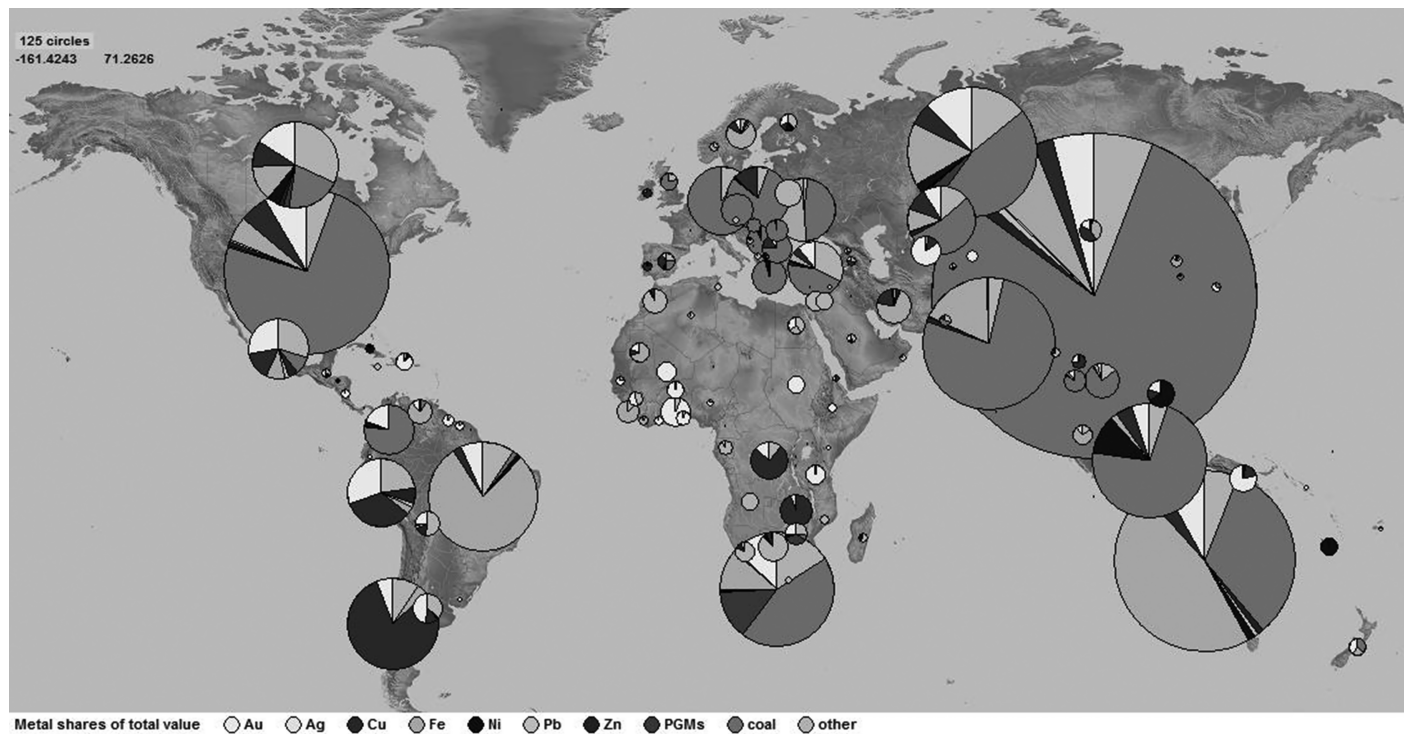 125 circles
-161.4243 71.2626
Metal shares of total value Au Ag Cu Fe Ni Pb Zn PGMs coal other